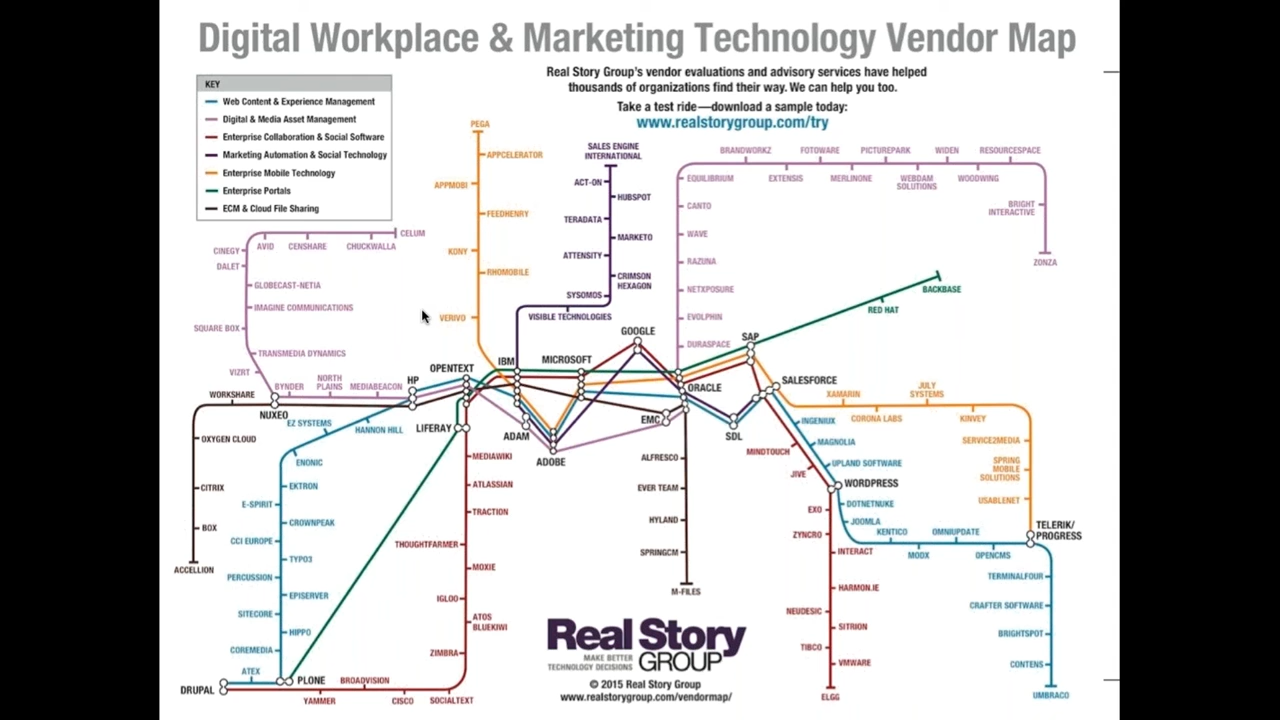 Digital Workplace & Marketing Technology Vendor Map
Real Story Group's vendor evaluations and advisory services have helped
thousands of organizations find their way. We can help you too.
Take a test ride—download a sample today:
www.realstorygroup.com/try
KEY
Web Content & Experience Management
Digital & Media Asset Management
Enterprise Collaboration & Social Software
Marketing Automation & Social Technology
Enterprise Mobile Technology
Enterprise Portals
ECM & Cloud File Sharing
PEGA
APPCELERATOR
APPMOBI
FEEDHENRY
KONY
RHOMOBILE
VERIVO
SALES ENGINE
INTERNATIONAL
ACT-ON
HUBSPOT
TERADATA
MARKETO
ATTENSITY
CRIMSON
HEXAGON
SYSOMOS
VISIBLE TECHNOLOGIES
BRANDWORKZ
FOTOWARE
PICTUREPARK
WIDEN
RESOURCESPACE
EQUILIBRIUM
EXTENSIS
MERLINONE
WEBDAM
SOLUTIONS
WOODWING
CANTO
BRIGHT
INTERACTIVE
WAVE
RAZUNA
ZONZA
NETXPOSURE
EVOLPHIN
DURASPACE
BACKBASE
RED HAT
CELUM
AVID
CENSHARE
CHUCKWALLA
CINEGY
DALET
GLOBECAST-NETIA
IMAGINE COMMUNICATIONS
SQUARE BOX
TRANSMEDIA DYNAMICS
VIZRT
BYNDER
NORTH
PLAINS
MEDIABEACON
HP
OPENTEXT
IBM
MICROSOFT
GOOGLE
SAP
ORACLE
SALESFORCE
WORKSHARE
NUXEO
EZ SYSTEMS
HANNON HILL
LIFERAY
ADAM
ADOBE
EMC
SDL
XAMARIN
JULY
SYSTEMS
CORONA LABS
KINVEY
SERVICE2MEDIA
SPRING
MOBILE
SOLUTIONS
USABLENET
TELERIK/
PROGRESS
INGENIUX
MAGNOLIA
UPLAND SOFTWARE
MINDTOUCH
JIVE
WORDPRESS
DOTNETNUKE
JOOMLA
KENTICO
OMNIUPDATE
MODX
OPENCMS
TERMINALFOUR
CRAFTER SOFTWARE
BRIGHTSPOT
CONTENS
UMBRACO
EXO
ZYNCRO
INTERACT
HARMON.IE
NEUDESIC
SITRION
TIBCO
VMWARE
ELGG
ALFRESCO
EVER TEAM
HYLAND
SPRINGCM
M-FILES
MEDIAWIKI
ATLASSIAN
TRACTION
THOUGHTFARMER
MOXIE
IGLOO
ATOS
BLUEKIWI
ZIMBRA
OXYGEN CLOUD
CITRIX
BOX
ACCELLION
ENONIC
EKTRON
E-SPIRIT
CROWNPEAK
CCI EUROPE
TYPO3
PERCUSSION
EPISERVER
SITECORE
HIPPO
COREMEDIA
ATEX
DRUPAL
PLONE
BROADVISION
YAMMER
CISCO
SOCIALTEXT
Real Story
MAKE BETTER
TECHNOLOGY DECISIONS
GROUP
© 2015 Real Story Group
www.realstorygroup.com/vendormap/